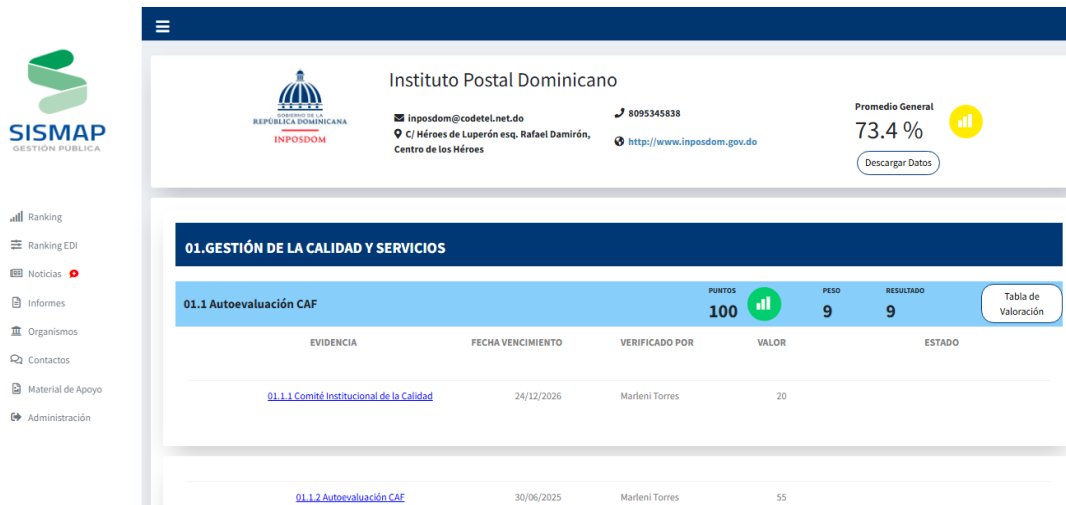 SISMAP
GESTIÓN PÚBLICA
Ranking
Ranking EDI
Noticias
Informes
Organismos
Contactos
Material de Apoyo
Administración
GOBIERNO DE LA
REPÚBLICA DOMINICANA
INPOSDOM
Instituto Postal Dominicano
inposdom@codetel.net.do
C/ Héroes de Luperón esq. Rafael Damirón,
Centro de los Héroes
8095345838
http://www.inposdom.gov.do
Promedio General
73.4 %
Descargar Datos
01.GESTIÓN DE LA CALIDAD Y SERVICIOS
01.1 Autoevaluación CAF
PUNTOS
100
PESO
9
RESULTADO
9
Tabla de
Valoración
EVIDENCIA FECHA VENCIMIENTO VERIFICADO POR VALOR ESTADO
01.1.1 Comité Institucional de la Calidad 24/12/2026 Marleni Torres 20
01.1.2 Autoevaluación CAF 30/06/2025 Marleni Torres 55